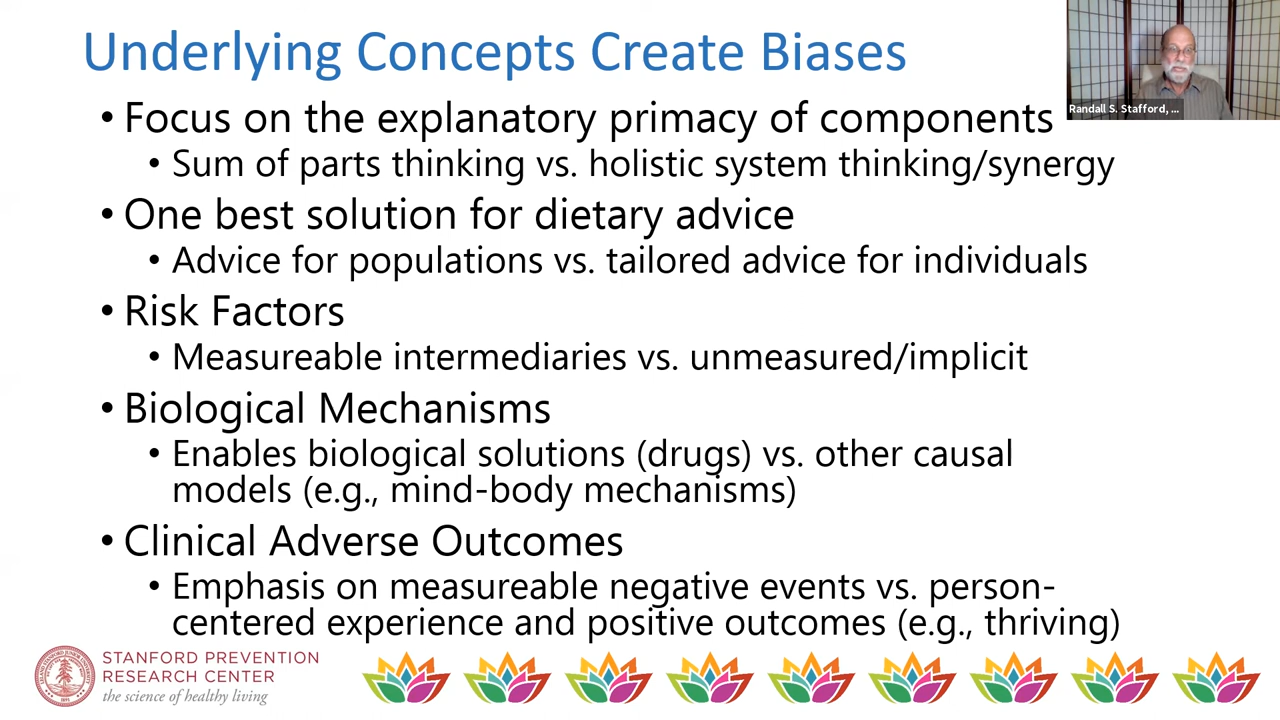 Underlying Concepts Create Biases
Randall S. Stafford, ...
• Focus on the explanatory primacy of components
• Sum of parts thinking vs. holistic system thinking/synergy
• One best solution for dietary advice
• Advice for populations vs. tailored advice for individuals
• Risk Factors
• Measureable intermediaries vs. unmeasured/implicit
• Biological Mechanisms
• Enables biological solutions (drugs) vs. other causal
models (e.g., mind-body mechanisms)
• Clinical Adverse Outcomes
• Emphasis on measureable negative events vs. person-
centered experience and positive outcomes (e.g., thriving)
STANFORD PREVENTION
RESEARCH CENTER
the science of healthy living